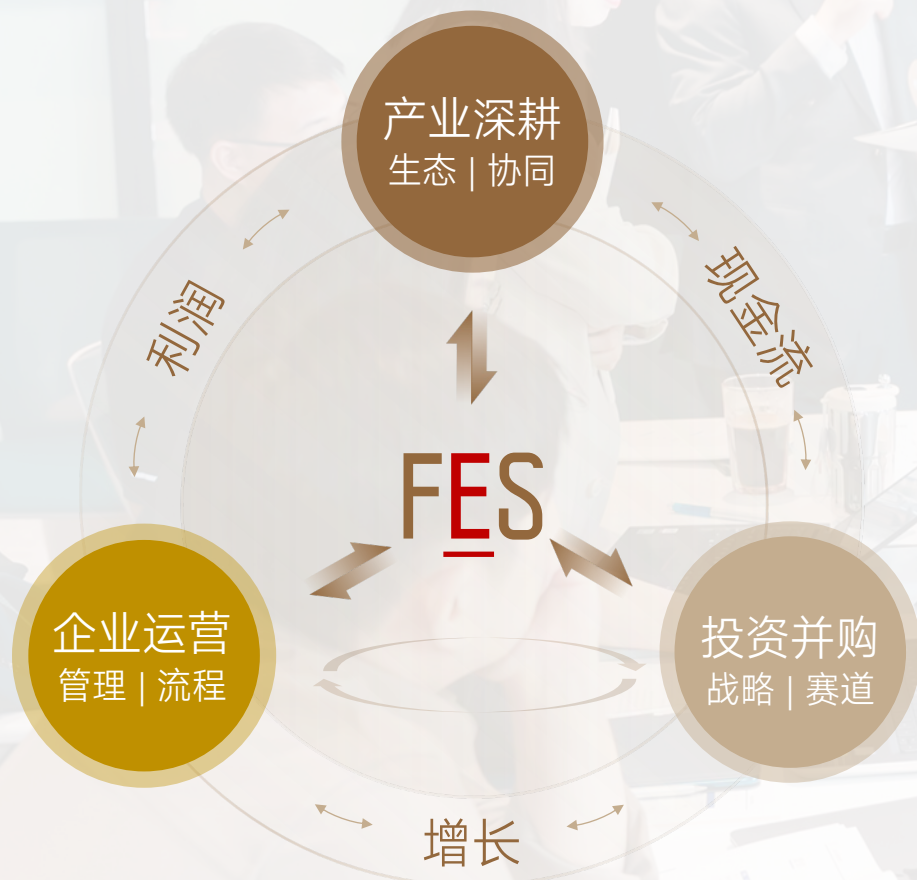 产业深耕
生态 | 协同
利润
现金流
FES
企业运营
管理 | 流程
投资并购
战略 | 赛道
增长